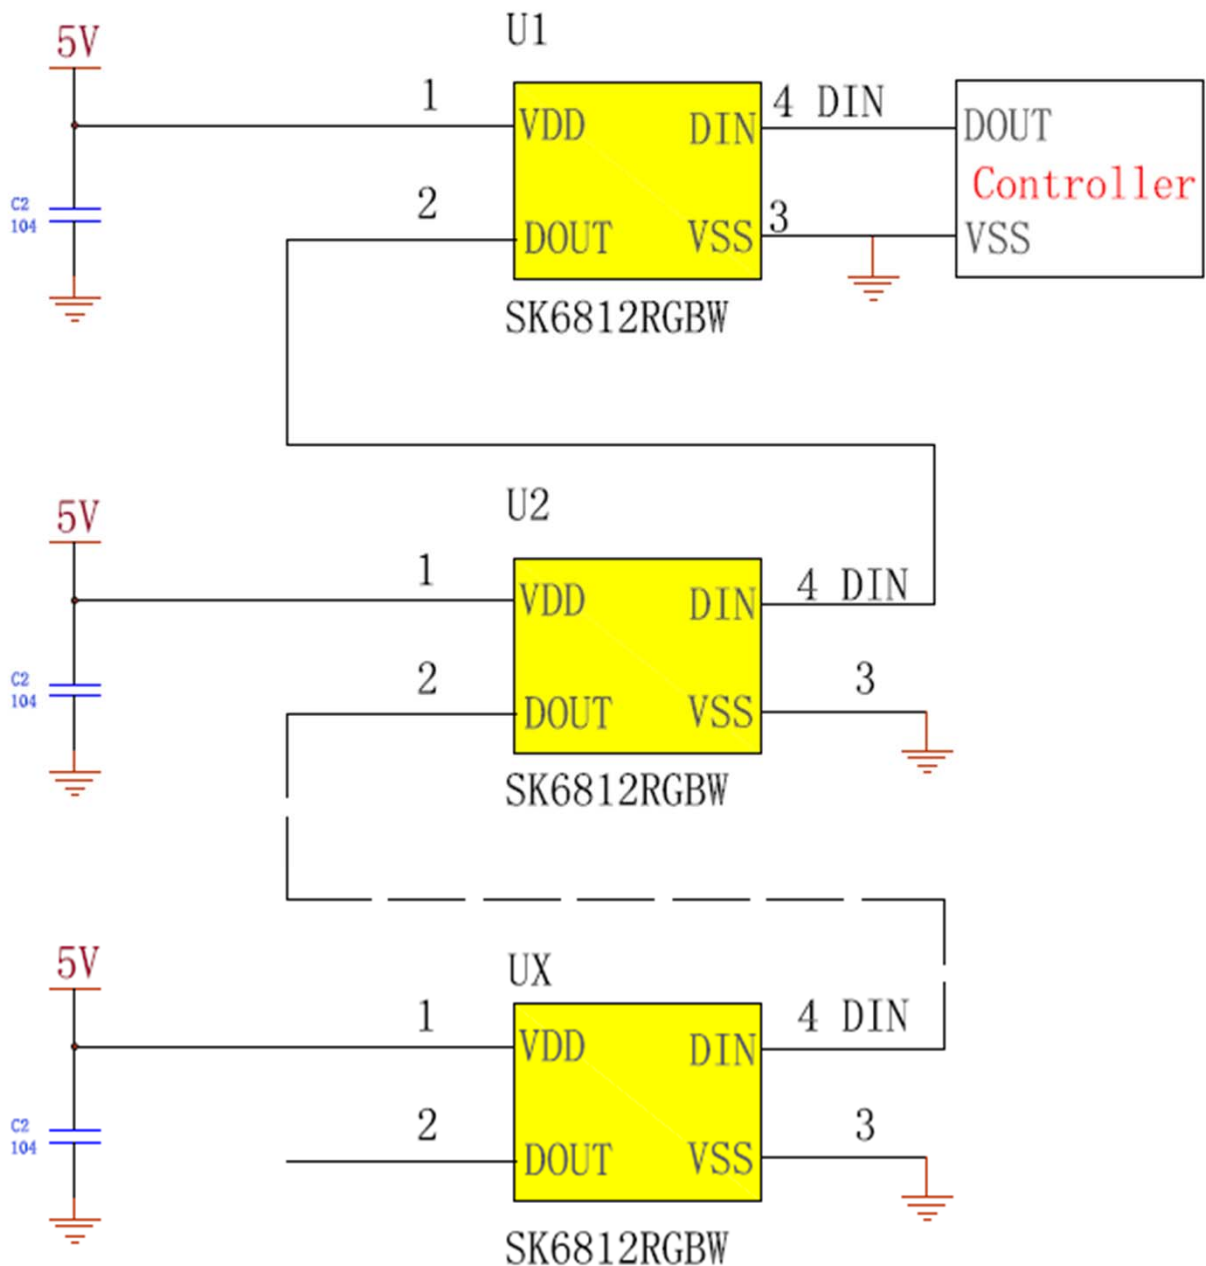 U1
5V
1
4 DIN
VDD
DIN
DOUT
Controller
C2
104
2
3
DOUT
VSS
VSS
SK6812RGBW
U2
5V
1
4 DIN
VDD
DIN
C2
104
2
3
DOUT
VSS
SK6812RGBW
UX
5V
1
4 DIN
VDD
DIN
C2
104
2
3
DOUT
VSS
SK6812RGBW